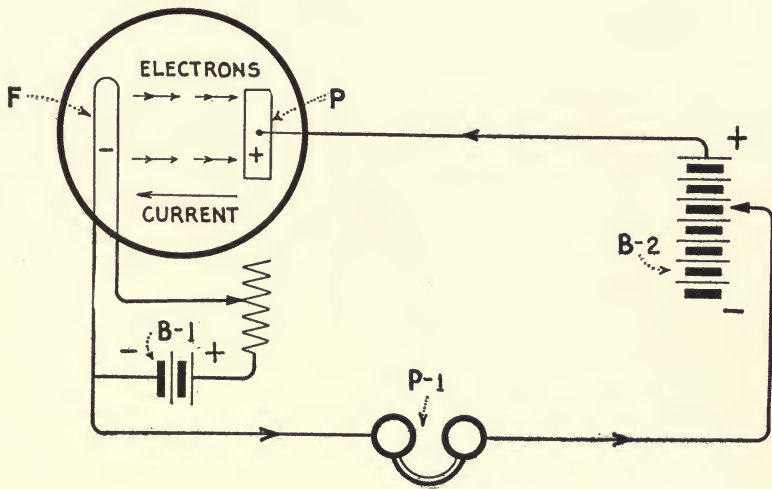 ELECTRONS
F
P
-
+
CURRENT
+
B-2
-
B-1
-
+
P-1